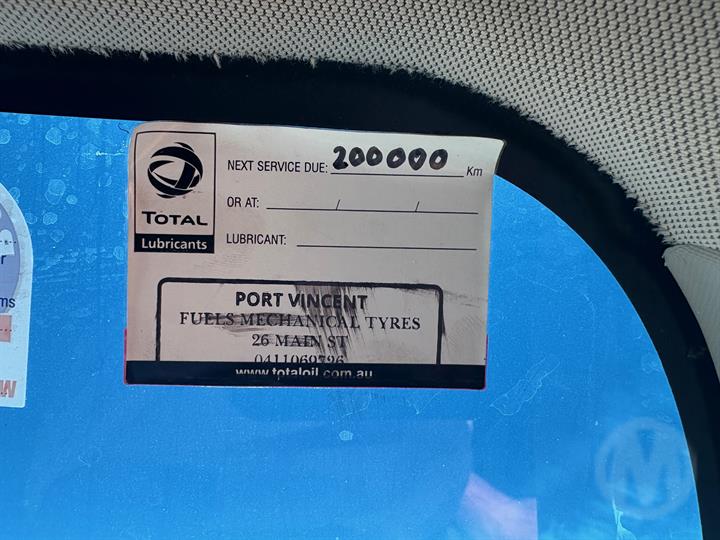 NEXT SERVICE DUE: 200000 Km
TOTAL
OR AT: / /
Lubricants
LUBRICANT:
PORT VINCENT
FUELS MECHANICAL TYRES
26 MAIN ST
0411069796
www.totaloil.com.au
r
ms
M